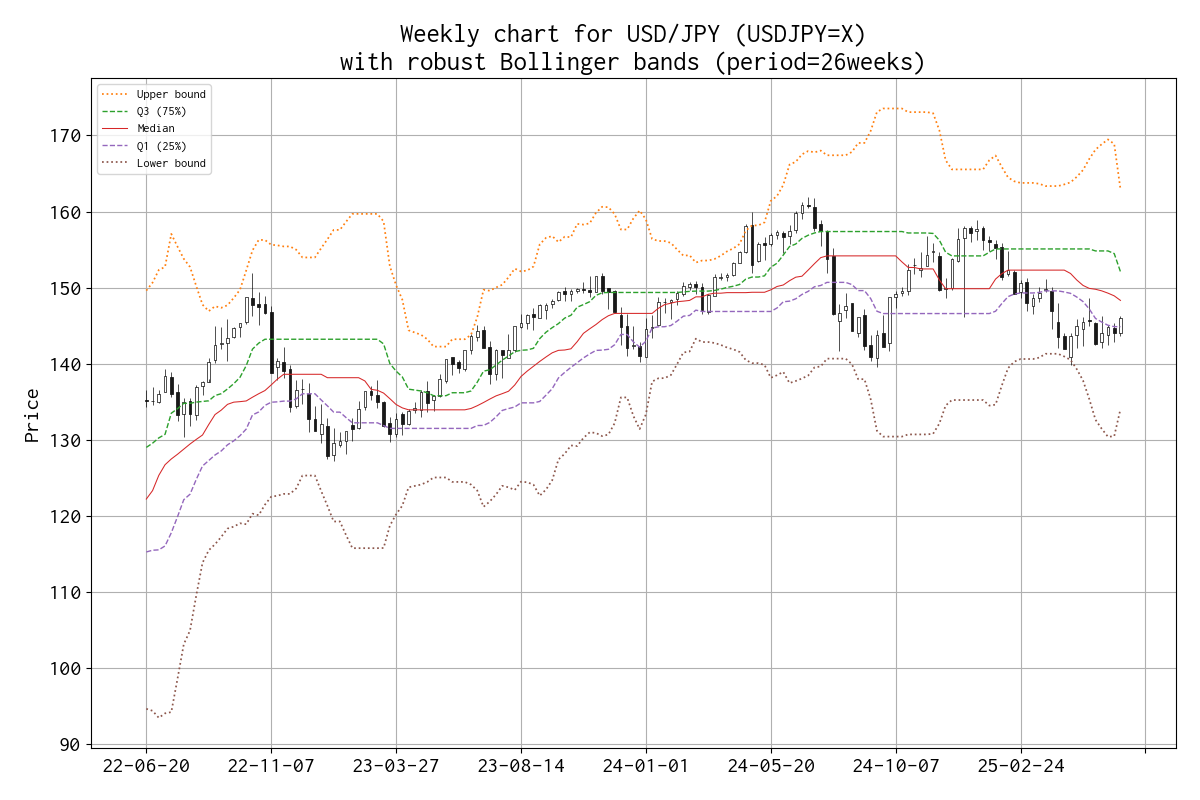 Weekly chart for USD/JPY (USDJPY=X)
with robust Bollinger bands (period=26weeks)
Upper bound
Q3 (75%)
Median
Q1 (25%)
Lower bound
Price
170
160
150
140
130
120
110
100
90
22-06-20
22-11-07
23-03-27
23-08-14
24-01-01
24-05-20
24-10-07
25-02-24